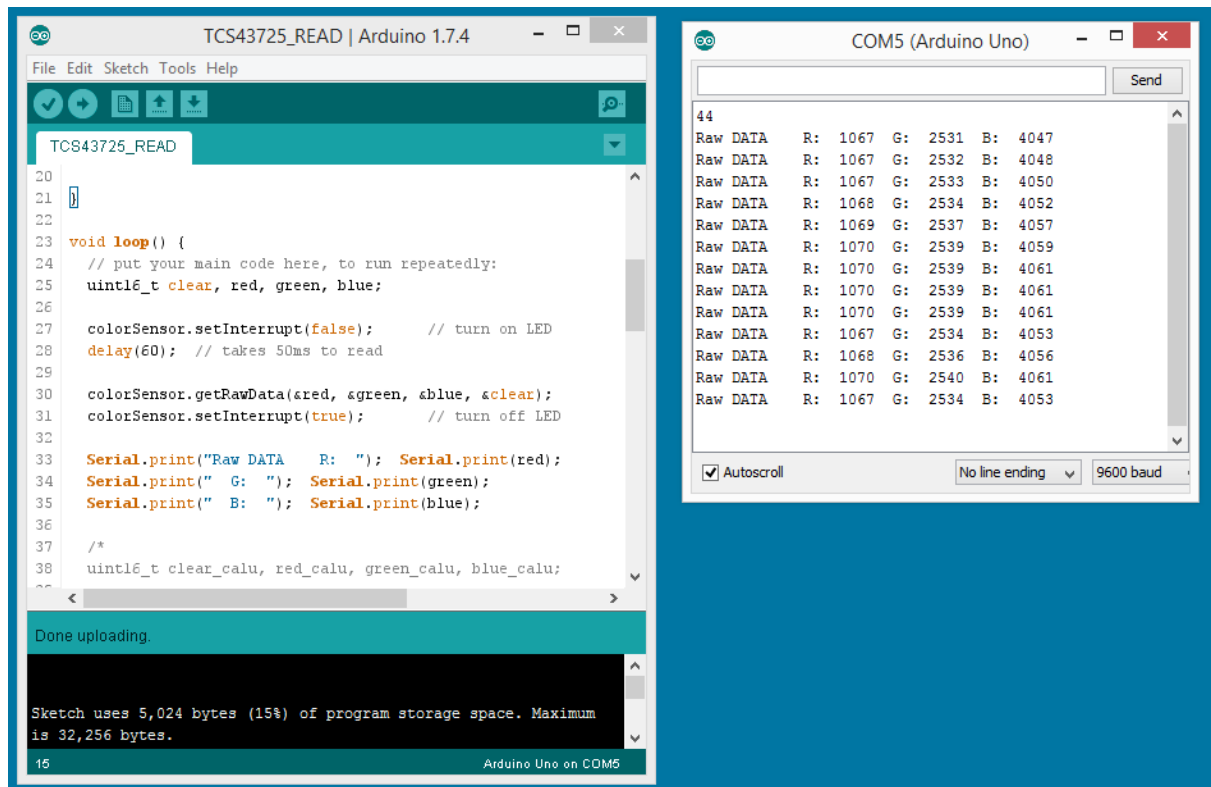 TCS43725_READ | Arduino 1.7.4
File Edit Sketch Tools Help
TCS43725_READ
20
21 }
22
23 void loop() {
24 // put your main code here, to run repeatedly:
25 uint16_t clear, red, green, blue;
26
27 colorSensor.setInterrupt(false); // turn on LED
28 delay(60); // takes 50ms to read
29
30 colorSensor.getRawData(&red, &green, &blue, &clear);
31 colorSensor.setInterrupt(true); // turn off LED
32
33 Serial.print("Raw DATA R: "); Serial.print(red);
34 Serial.print(" G: "); Serial.print(green);
35 Serial.print(" B: "); Serial.print(blue);
36
37 /*
38 uint16_t clear_calu, red_calu, green_calu, blue_calu;
Done uploading.
Sketch uses 5,024 bytes (15%) of program storage space. Maximum
is 32,256 bytes.
15 Arduino Uno on COM5
COM5 (Arduino Uno)
Send
44
Raw DATA R: 1067 G: 2531 B: 4047
Raw DATA R: 1067 G: 2532 B: 4048
Raw DATA R: 1067 G: 2533 B: 4050
Raw DATA R: 1068 G: 2534 B: 4052
Raw DATA R: 1069 G: 2537 B: 4057
Raw DATA R: 1070 G: 2539 B: 4059
Raw DATA R: 1070 G: 2539 B: 4061
Raw DATA R: 1070 G: 2539 B: 4061
Raw DATA R: 1070 G: 2539 B: 4061
Raw DATA R: 1067 G: 2534 B: 4053
Raw DATA R: 1068 G: 2536 B: 4056
Raw DATA R: 1070 G: 2540 B: 4061
Raw DATA R: 1067 G: 2534 B: 4053
Autoscroll
No line ending
9600 baud